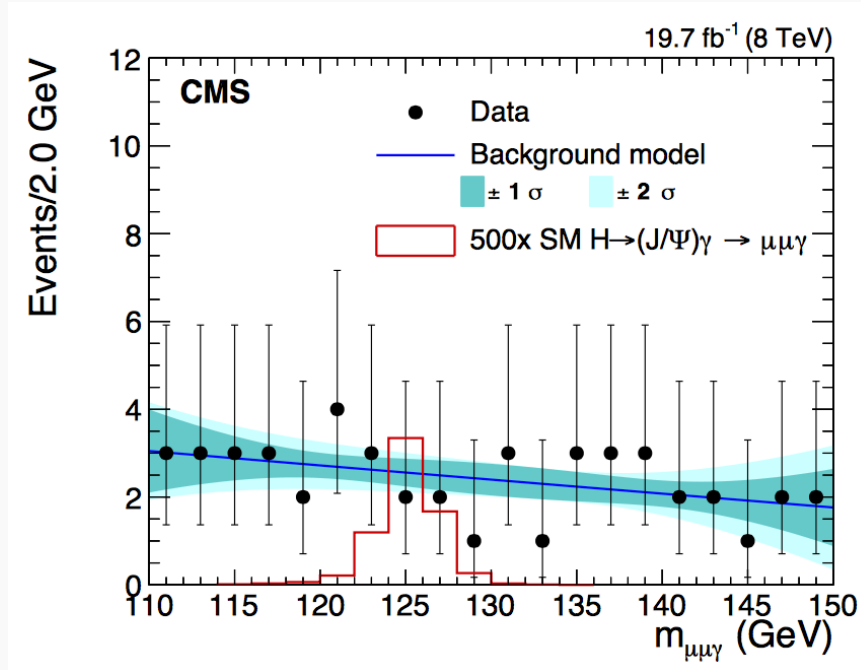 19.7 fb⁻¹ (8 TeV)
CMS
Data
Background model
± 1 σ ± 2 σ
500x SM H→(J/Ψ)γ → μμγ
Events/2.0 GeV
12
10
8
6
4
2
0
110 115 120 125 130 135 140 145 150
m_μμγ (GeV)